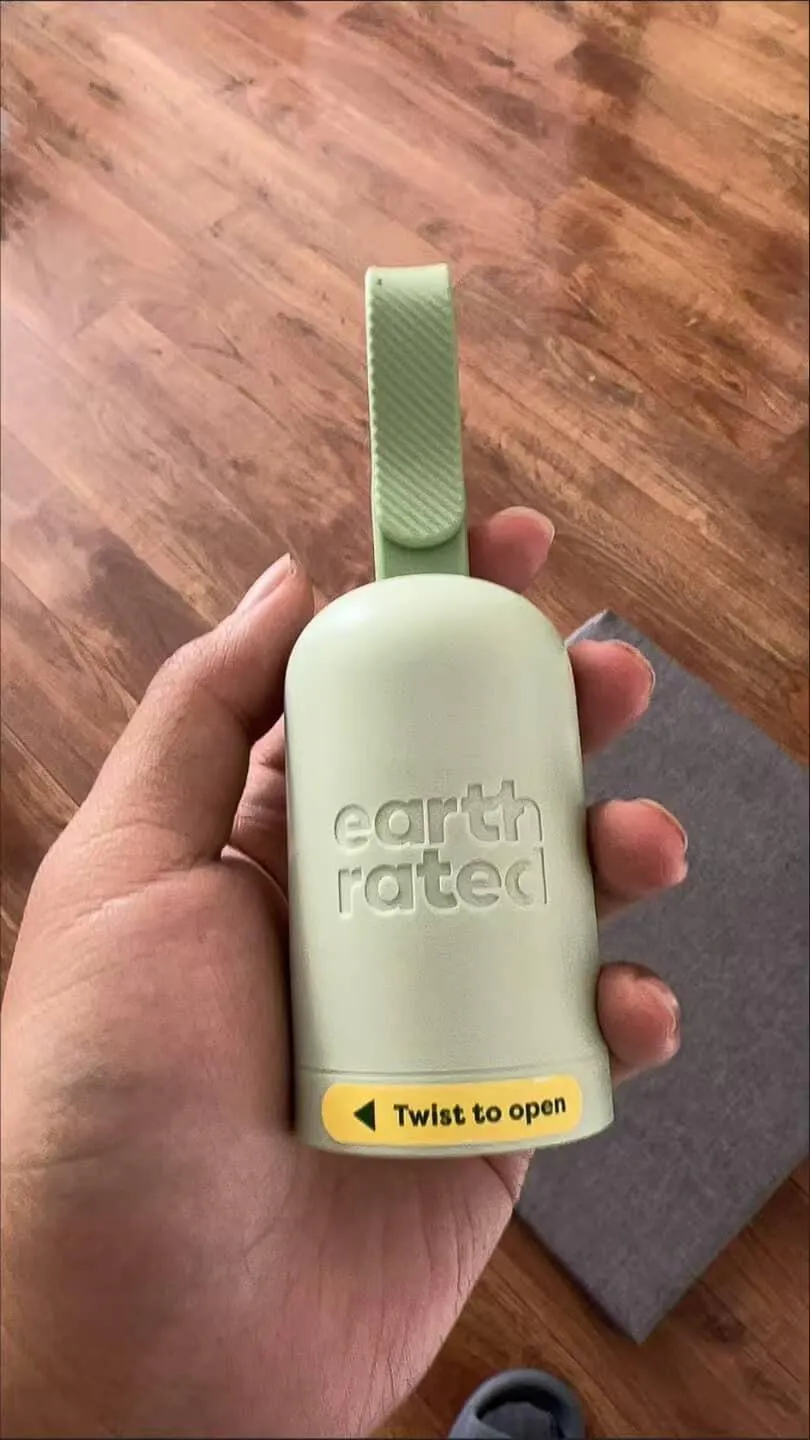 earth
rated
Twist to open